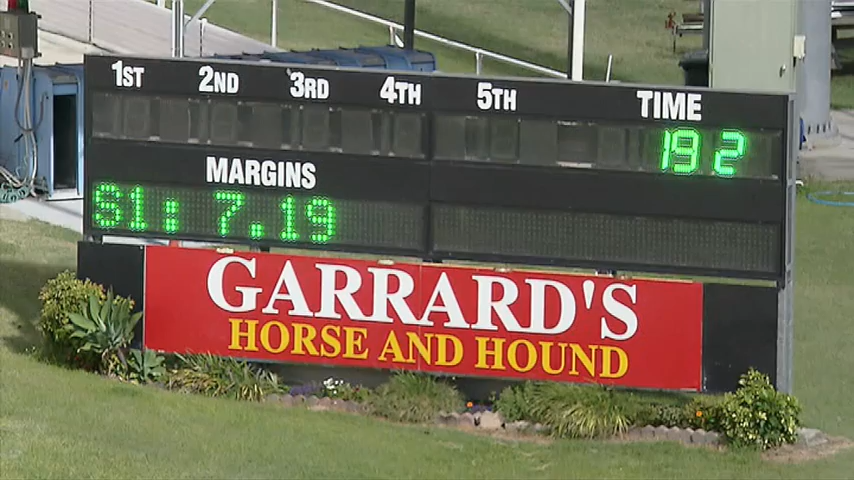 1ST 2ND 3RD 4TH 5TH TIME
19 2
MARGINS
S1: 7.19
GARRARD'S
HORSE AND HOUND